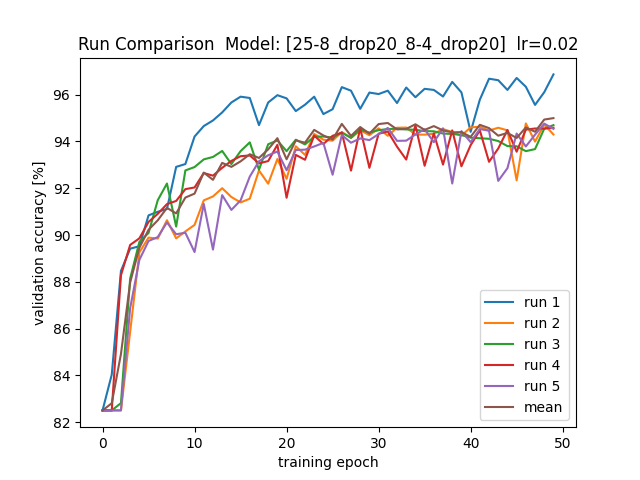 Run Comparison  Model: [25-8_drop20_8-4_drop20]  lr=0.02
validation accuracy [%]
96
94
92
90
88
86
84
82
0
10
20
30
40
50
training epoch
run 1
run 2
run 3
run 4
run 5
mean